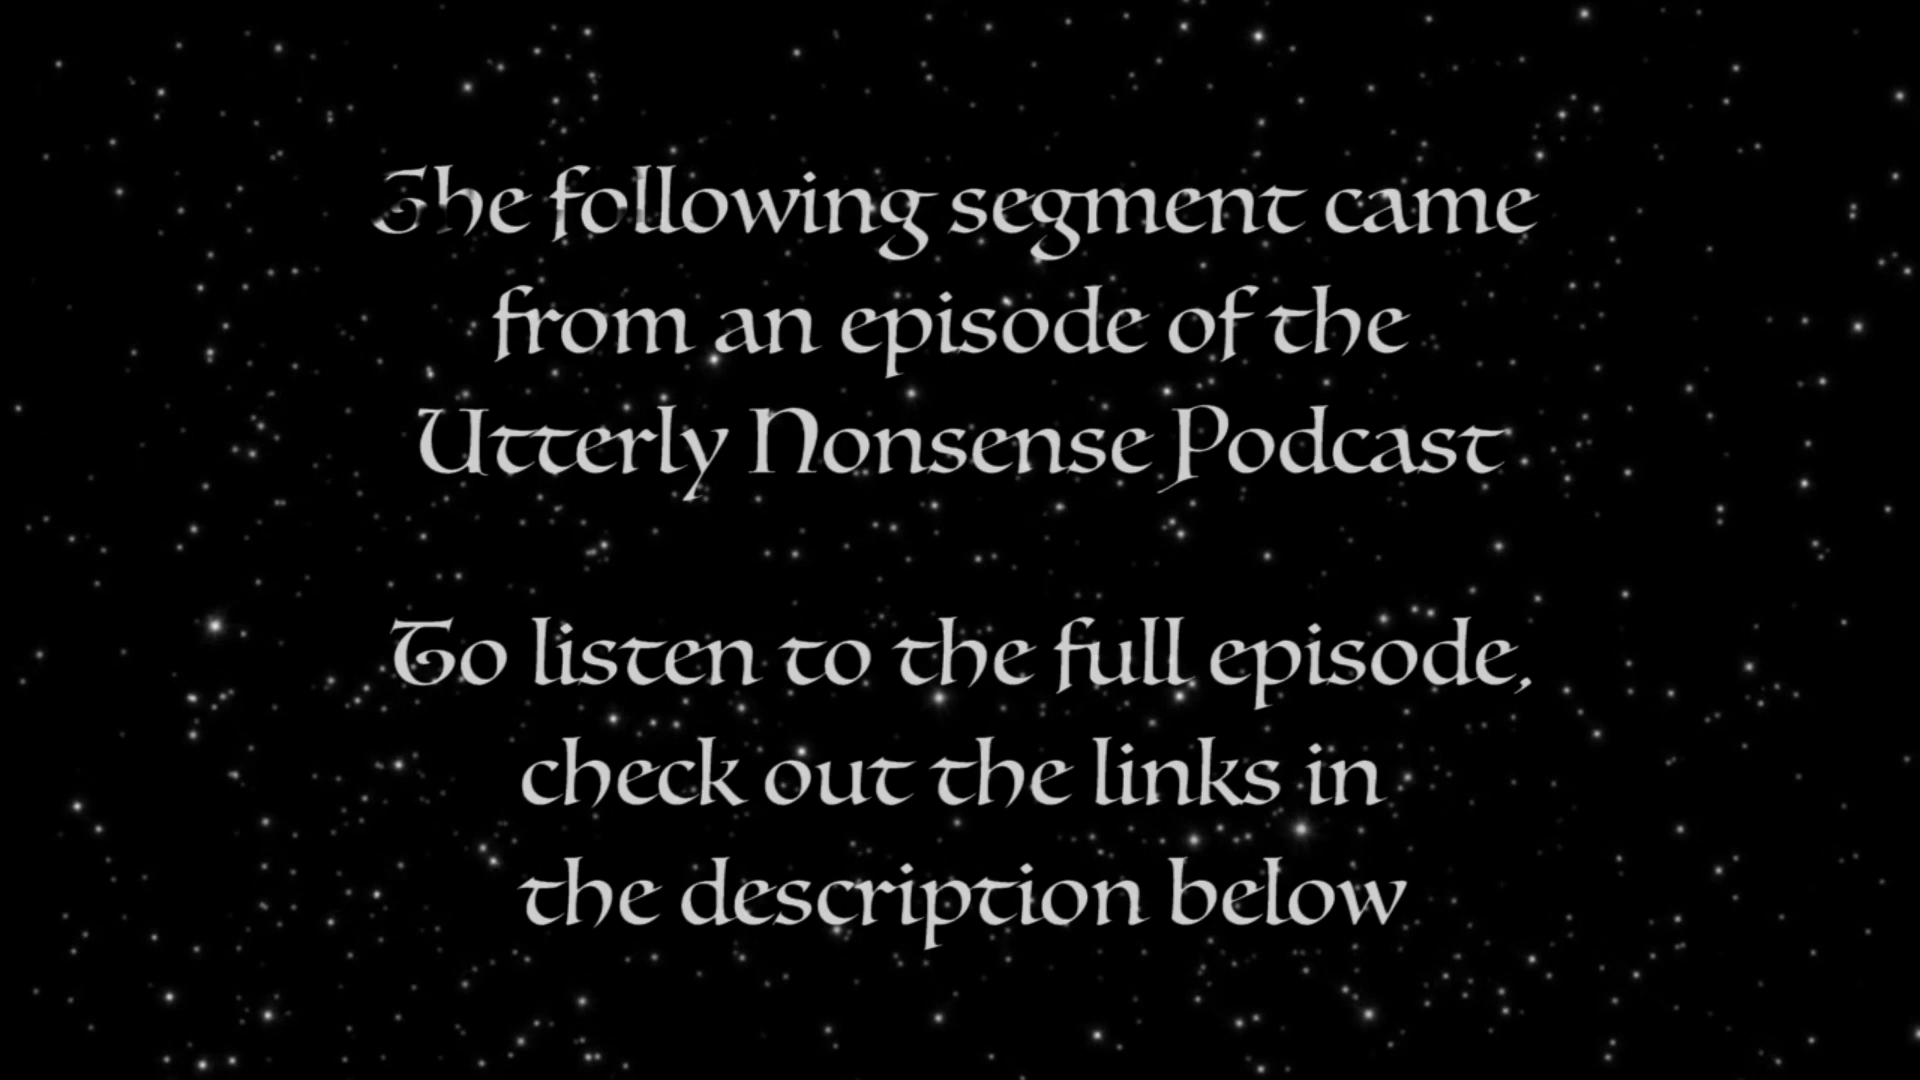 The following segment came
from an episode of the
Utterly Nonsense Podcast
To listen to the full episode,
check out the links in
the description below